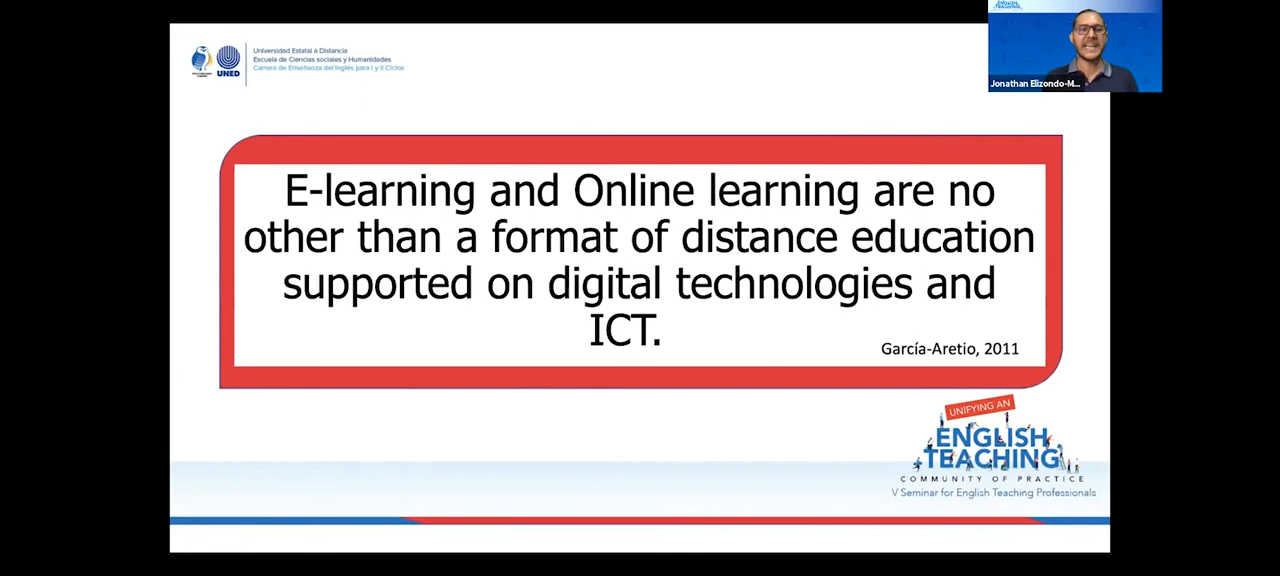 Universidad Estatal a Distancia
Escuela de Ciencias sociales y Humanidades
Carrera de Enseñanza del Inglés para I y II Ciclos
UNED
ENGLISH
TEACHING
Jonathan Elizondo-M...
E-learning and Online learning are no
other than a format of distance education
supported on digital technologies and
ICT.
García-Aretio, 2011
UNIFYING AN
ENGLISH
TEACHING
COMMUNITY OF PRACTICE
V Seminar for English Teaching Professionals